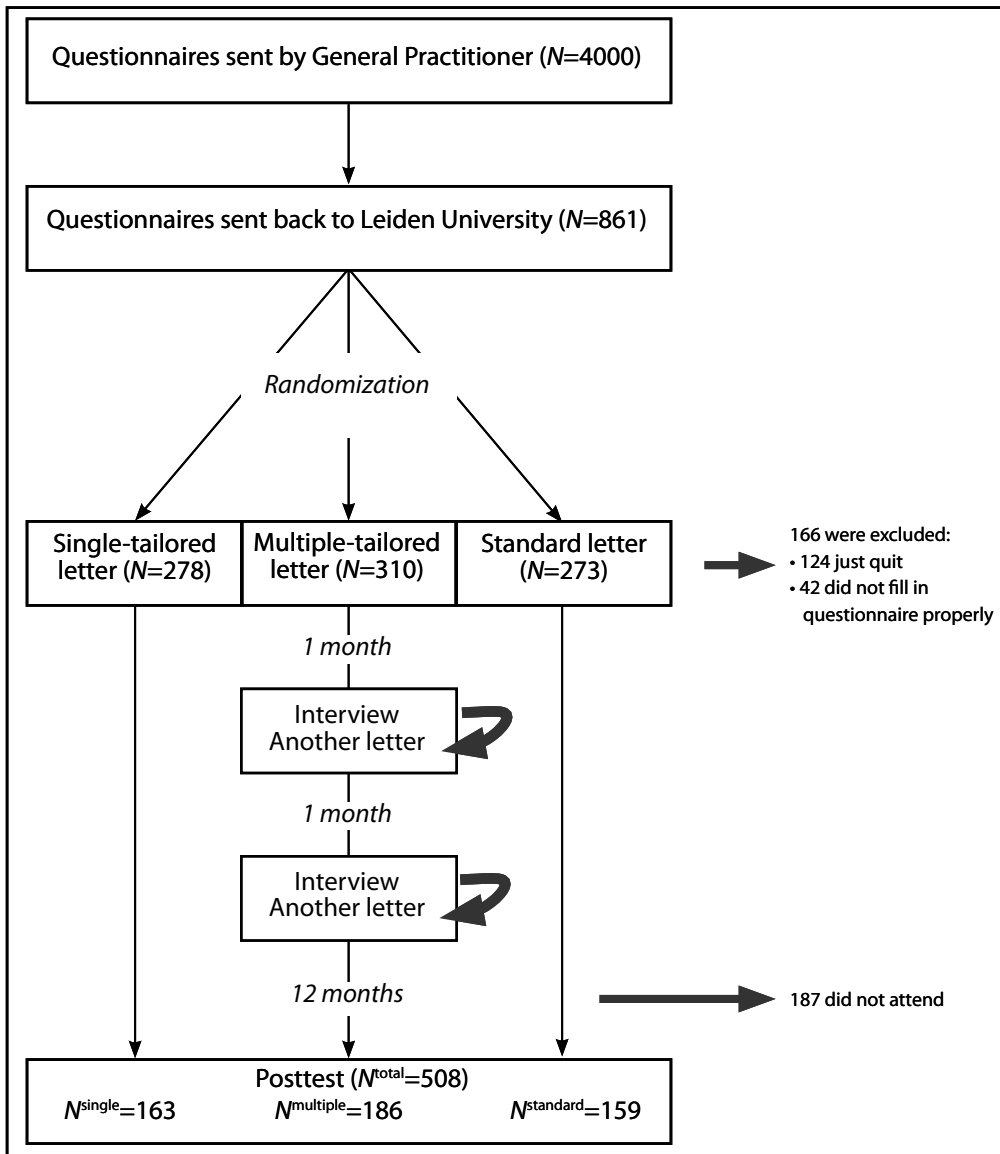 Questionnaires sent by General Practitioner (N=4000)
Questionnaires sent back to Leiden University (N=861)
Randomization
Single-tailored
letter (N=278)
Multiple-tailored
letter (N=310)
Standard letter
(N=273)
166 were excluded:
• 124 just quit
• 42 did not fill in
questionnaire properly
1 month
Interview
Another letter
1 month
Interview
Another letter
12 months
187 did not attend
Posttest (Ntotal=508)
Nsingle=163 Nmultiple=186 Nstandard=159